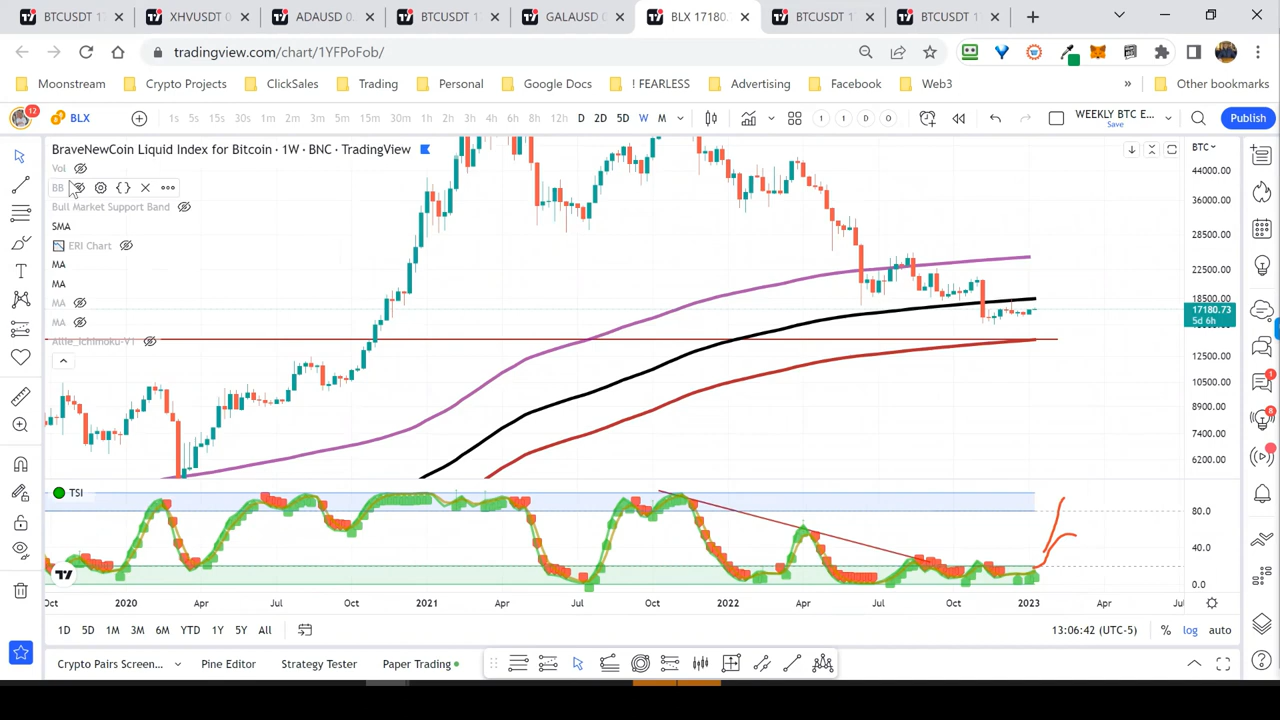 BTCUSDT 1
XHVUSDT 0
ADAUSD 0.
BTCUSDT 1
GALAUSD 0
BLX 17180.
BTCUSDT 1
BTCUSDT 1
tradingview.com/chart/1YFPoFob/
Moonstream
Crypto Projects
ClickSales
Trading
Personal
Google Docs
! FEARLESS
Advertising
Facebook
Web3
»
Other bookmarks
17
BLX
1s 5s 15s 30s 1m 2m 3m 5m 15m 30m 1h 2h 3h 4h 6h 8h 12h D 2D 5D W M
1 1 D O
WEEKLY BTC E...
Save
Publish
BraveNewCoin Liquid Index for Bitcoin · 1W · BNC · TradingView
BTC
Vol
BB
Bull Market Support Band
SMA
ERI Chart
MA
MA
MA
MA
Allie_Ichimoku-V1
44000.00
36000.00
28500.00
22500.00
18500.00
17180.73
5d 6h
12500.00
10500.00
8900.00
7400.00
6200.00
1
8
TSI
80.0
40.0
0.0
Oct 2020 Apr Jul Oct 2021 Apr Jul Oct 2022 Apr Jul Oct 2023 Apr Jul
1D 5D 1M 3M 6M YTD 1Y 5Y All
13:06:42 (UTC-5) % log auto
Crypto Pairs Screen...
Pine Editor
Strategy Tester
Paper Trading